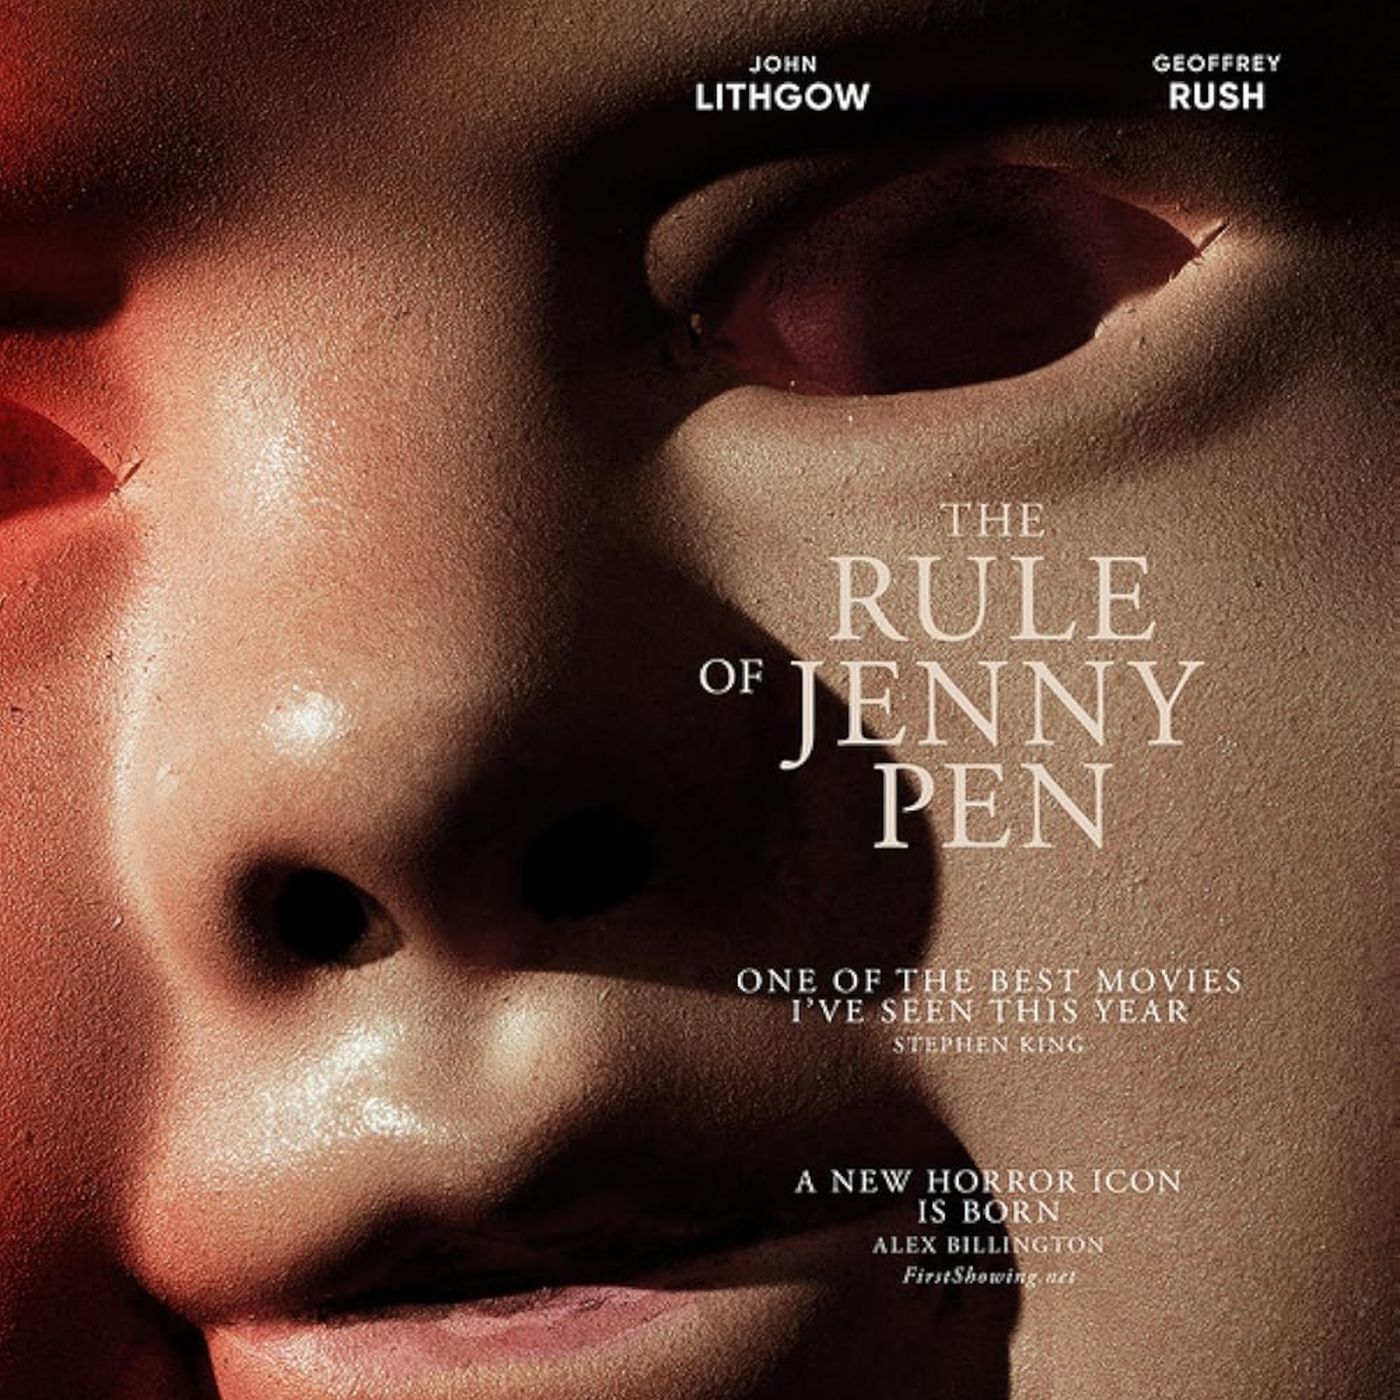 JOHN
LITHGOW
GEOFFREY
RUSH
THE
RULE
OF JENNY
PEN
ONE OF THE BEST MOVIES
I'VE SEEN THIS YEAR
STEPHEN KING
A NEW HORROR ICON
IS BORN
ALEX BILLINGTON
FirstShowing.net